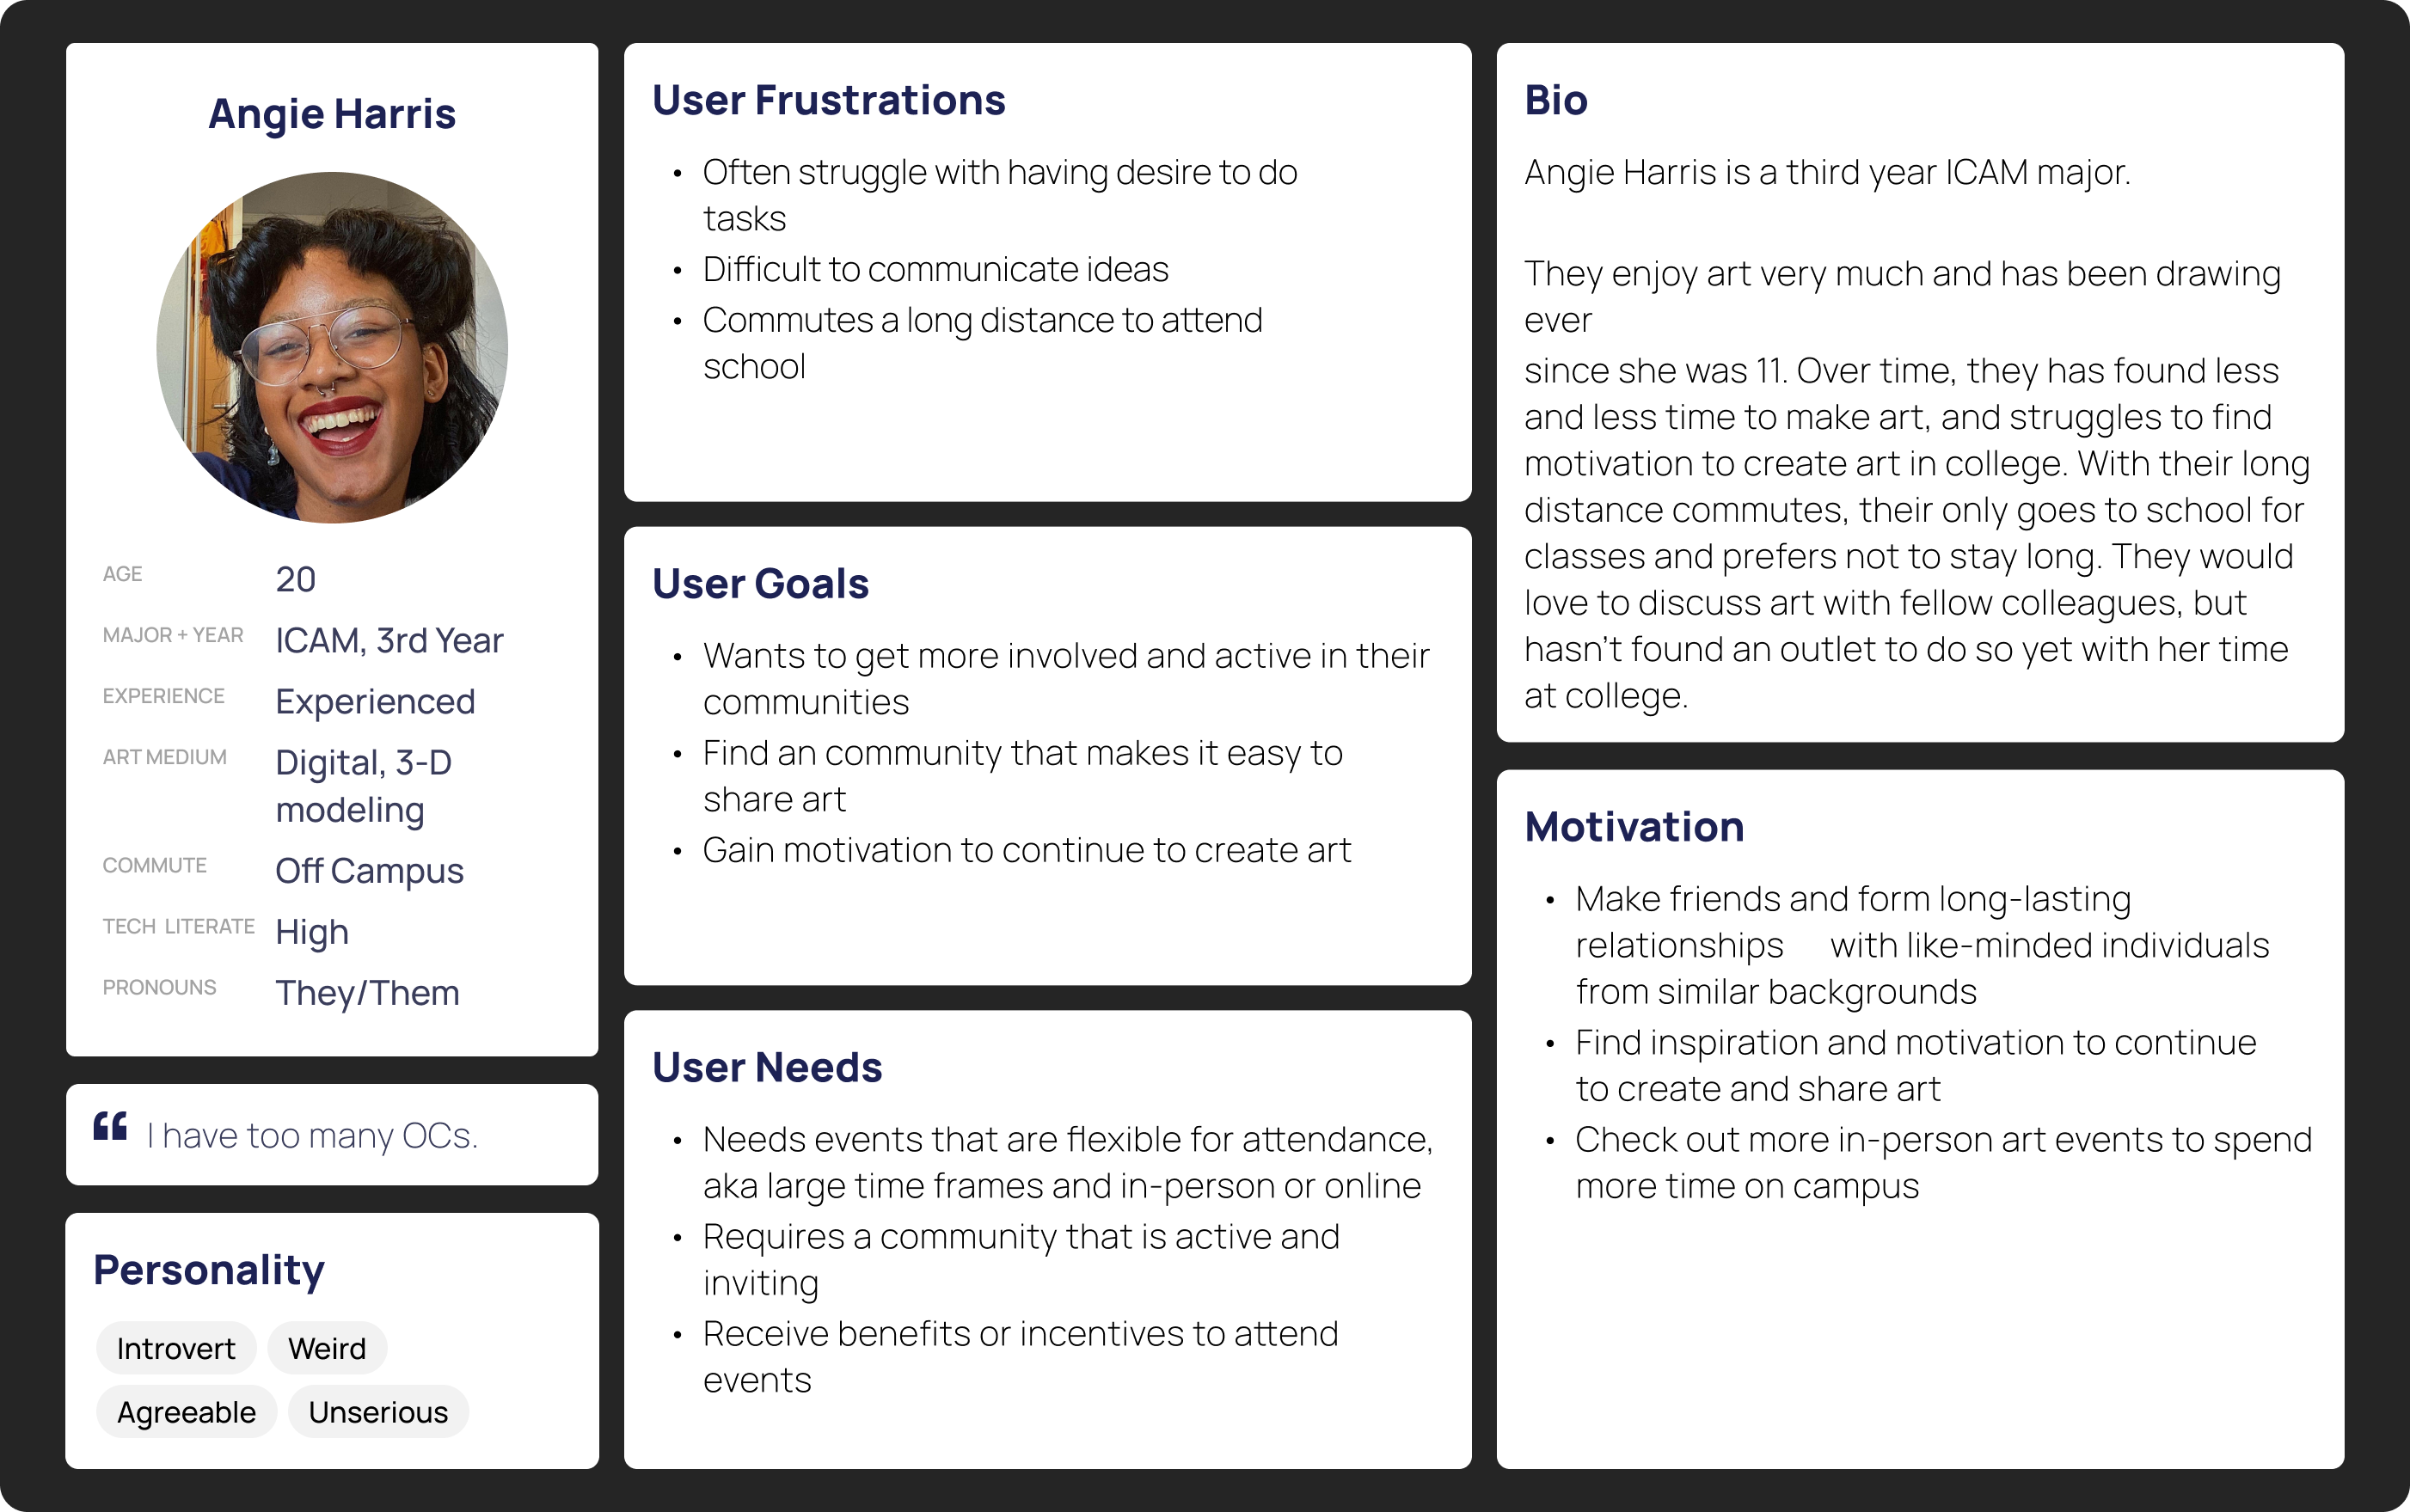 Angie Harris
AGE 20
MAJOR + YEAR ICAM, 3rd Year
EXPERIENCE Experienced
ART MEDIUM Digital, 3-D
modeling
COMMUTE Off Campus
TECH LITERATE High
PRONOUNS They/Them
“ I have too many OCs.
Personality
Introvert Weird
Agreeable Unserious
User Frustrations
• Often struggle with having desire to do
tasks
• Difficult to communicate ideas
• Commutes a long distance to attend
school
User Goals
• Wants to get more involved and active in their
communities
• Find an community that makes it easy to
share art
• Gain motivation to continue to create art
User Needs
• Needs events that are flexible for attendance,
aka large time frames and in-person or online
• Requires a community that is active and
inviting
• Receive benefits or incentives to attend
events
Bio
Angie Harris is a third year ICAM major.
They enjoy art very much and has been drawing
ever
since she was 11. Over time, they has found less
and less time to make art, and struggles to find
motivation to create art in college. With their long
distance commutes, their only goes to school for
classes and prefers not to stay long. They would
love to discuss art with fellow colleagues, but
hasn’t found an outlet to do so yet with her time
at college.
Motivation
• Make friends and form long-lasting
relationships with like-minded individuals
from similar backgrounds
• Find inspiration and motivation to continue
to create and share art
• Check out more in-person art events to spend
more time on campus